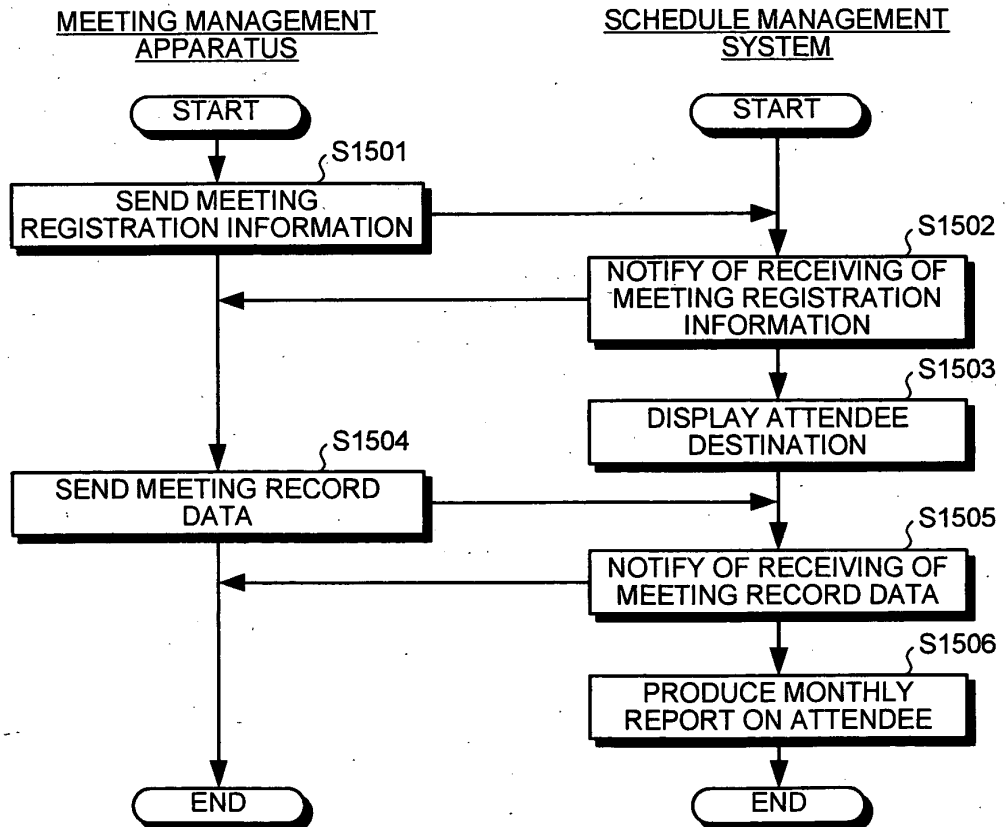 MEETING MANAGEMENT
APPARATUS
SCHEDULE MANAGEMENT
SYSTEM
START
START
S1501
SEND MEETING
REGISTRATION INFORMATION
S1502
NOTIFY OF RECEIVING OF
MEETING REGISTRATION
INFORMATION
S1503
DISPLAY ATTENDEE
DESTINATION
S1504
SEND MEETING RECORD
DATA
S1505
NOTIFY OF RECEIVING OF
MEETING RECORD DATA
S1506
PRODUCE MONTHLY
REPORT ON ATTENDEE
END
END